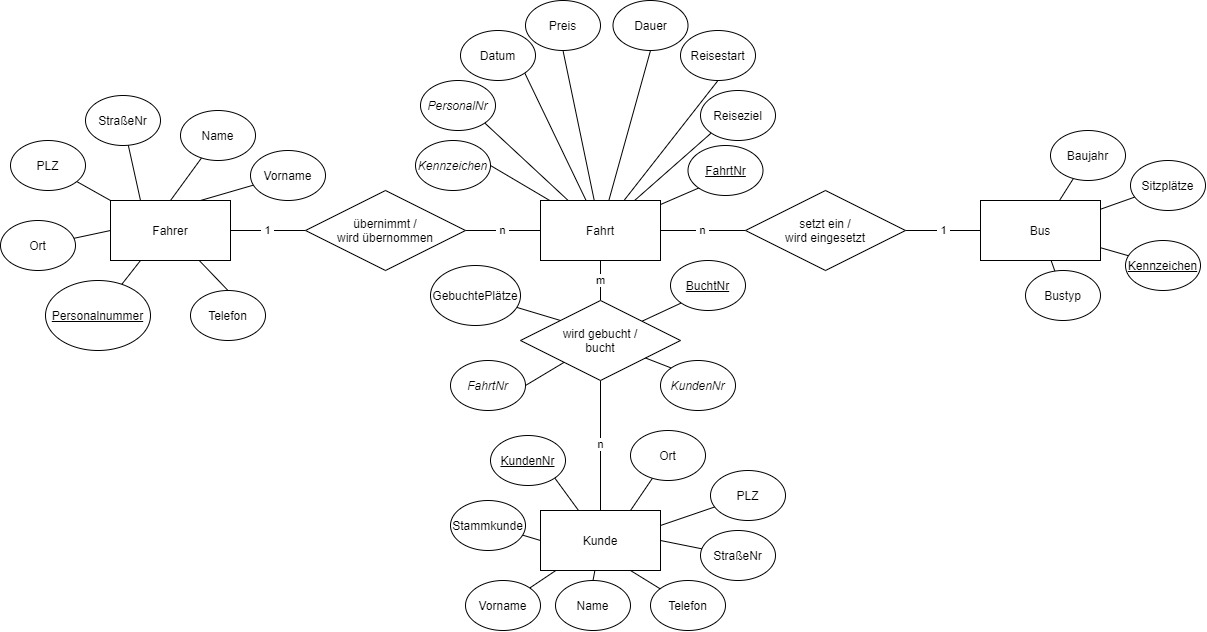 Preis
Dauer
Datum
Reisestart
PersonalNr
Reiseziel
StraßeNr
Name
Kennzeichen
FahrtNr
PLZ
Vorname
Baujahr
Sitzplätze
Fahrer
1
übernimmt /
wird übernommen
n
Fahrt
n
setzt ein /
wird eingesetzt
1
Bus
Ort
Kennzeichen
Personalnummer
Telefon
m
GebuchtePlätze
BuchtNr
Bustyp
wird gebucht /
bucht
FahrtNr
KundenNr
n
KundenNr
Ort
PLZ
Stammkunde
Kunde
StraßeNr
Vorname
Name
Telefon